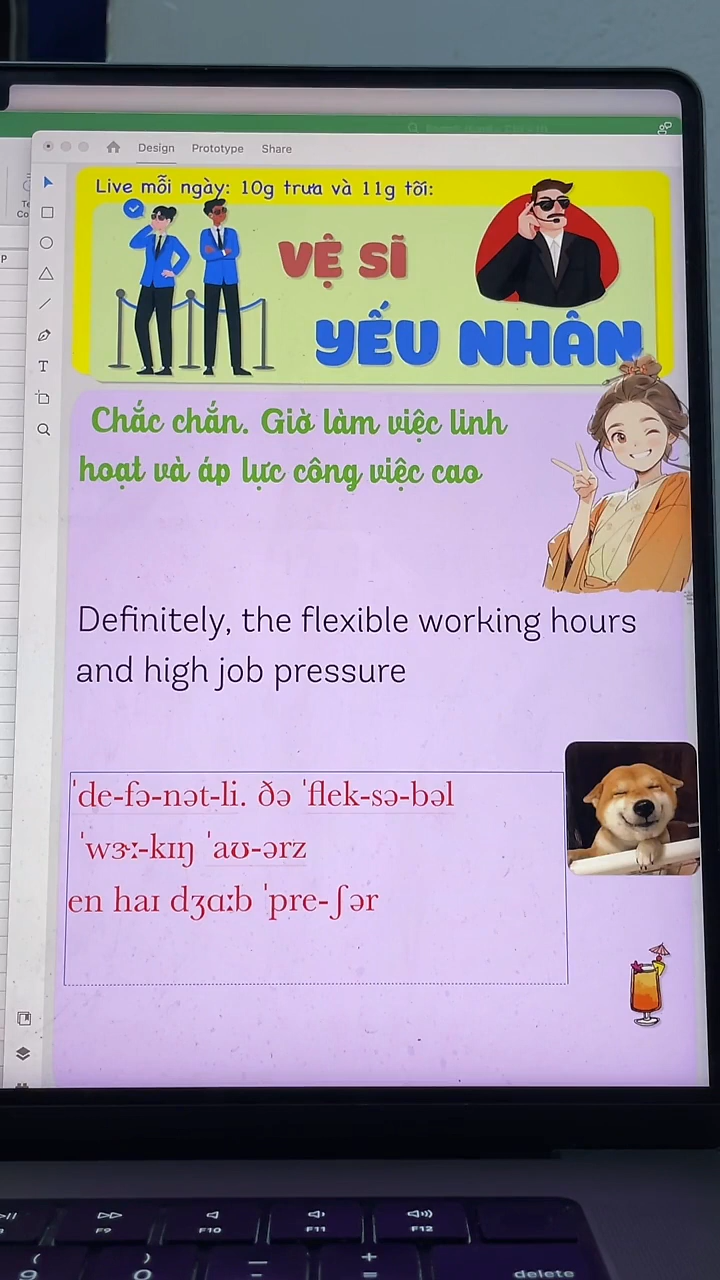 Design Prototype Share
Live mỗi ngày: 10g trưa và 11g tối:
VỆ SĨ
YẾU NHÂN
Chắc chắn. Giờ làm việc linh
hoạt và áp lực công việc cao
Definitely, the flexible working hours
and high job pressure
ˈde-fə-nət-li. ðə ˈflek-sə-bəl
ˈwɝː-kɪŋ ˈaʊ-ərz
en haɪ dʒɑːb ˈpre-ʃər
F9 F10 F11 F12
delete